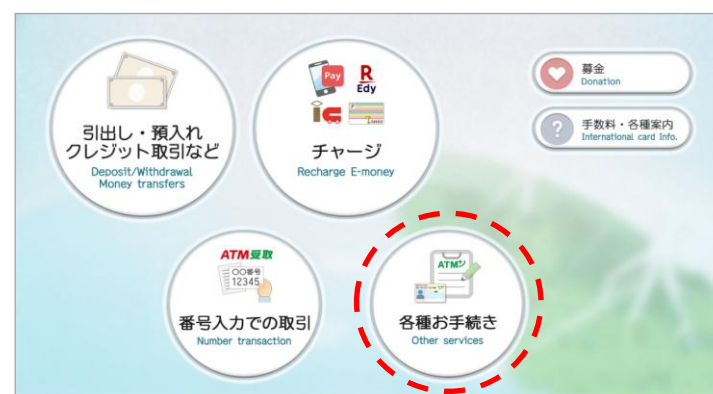 引出し・預入れ
クレジット取引など
Deposit/Withdrawal
Money transfers
Pay
R
Edy
チャージ
Recharge E-money
募金
Donation
?
手数料・各種案内
International card Info.
ATM受取
〇〇番号
12345
番号入力での取引
Number transaction
ATM
各種お手続き
Other services